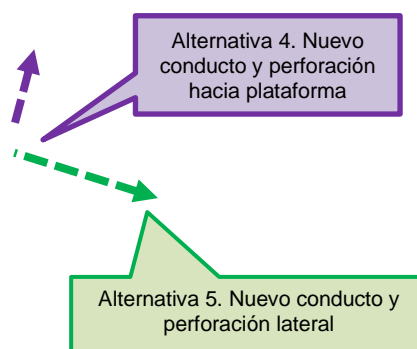 Alternativa 4. Nuevo
conducto y perforación
hacia plataforma
Alternativa 5. Nuevo conducto y
perforación lateral